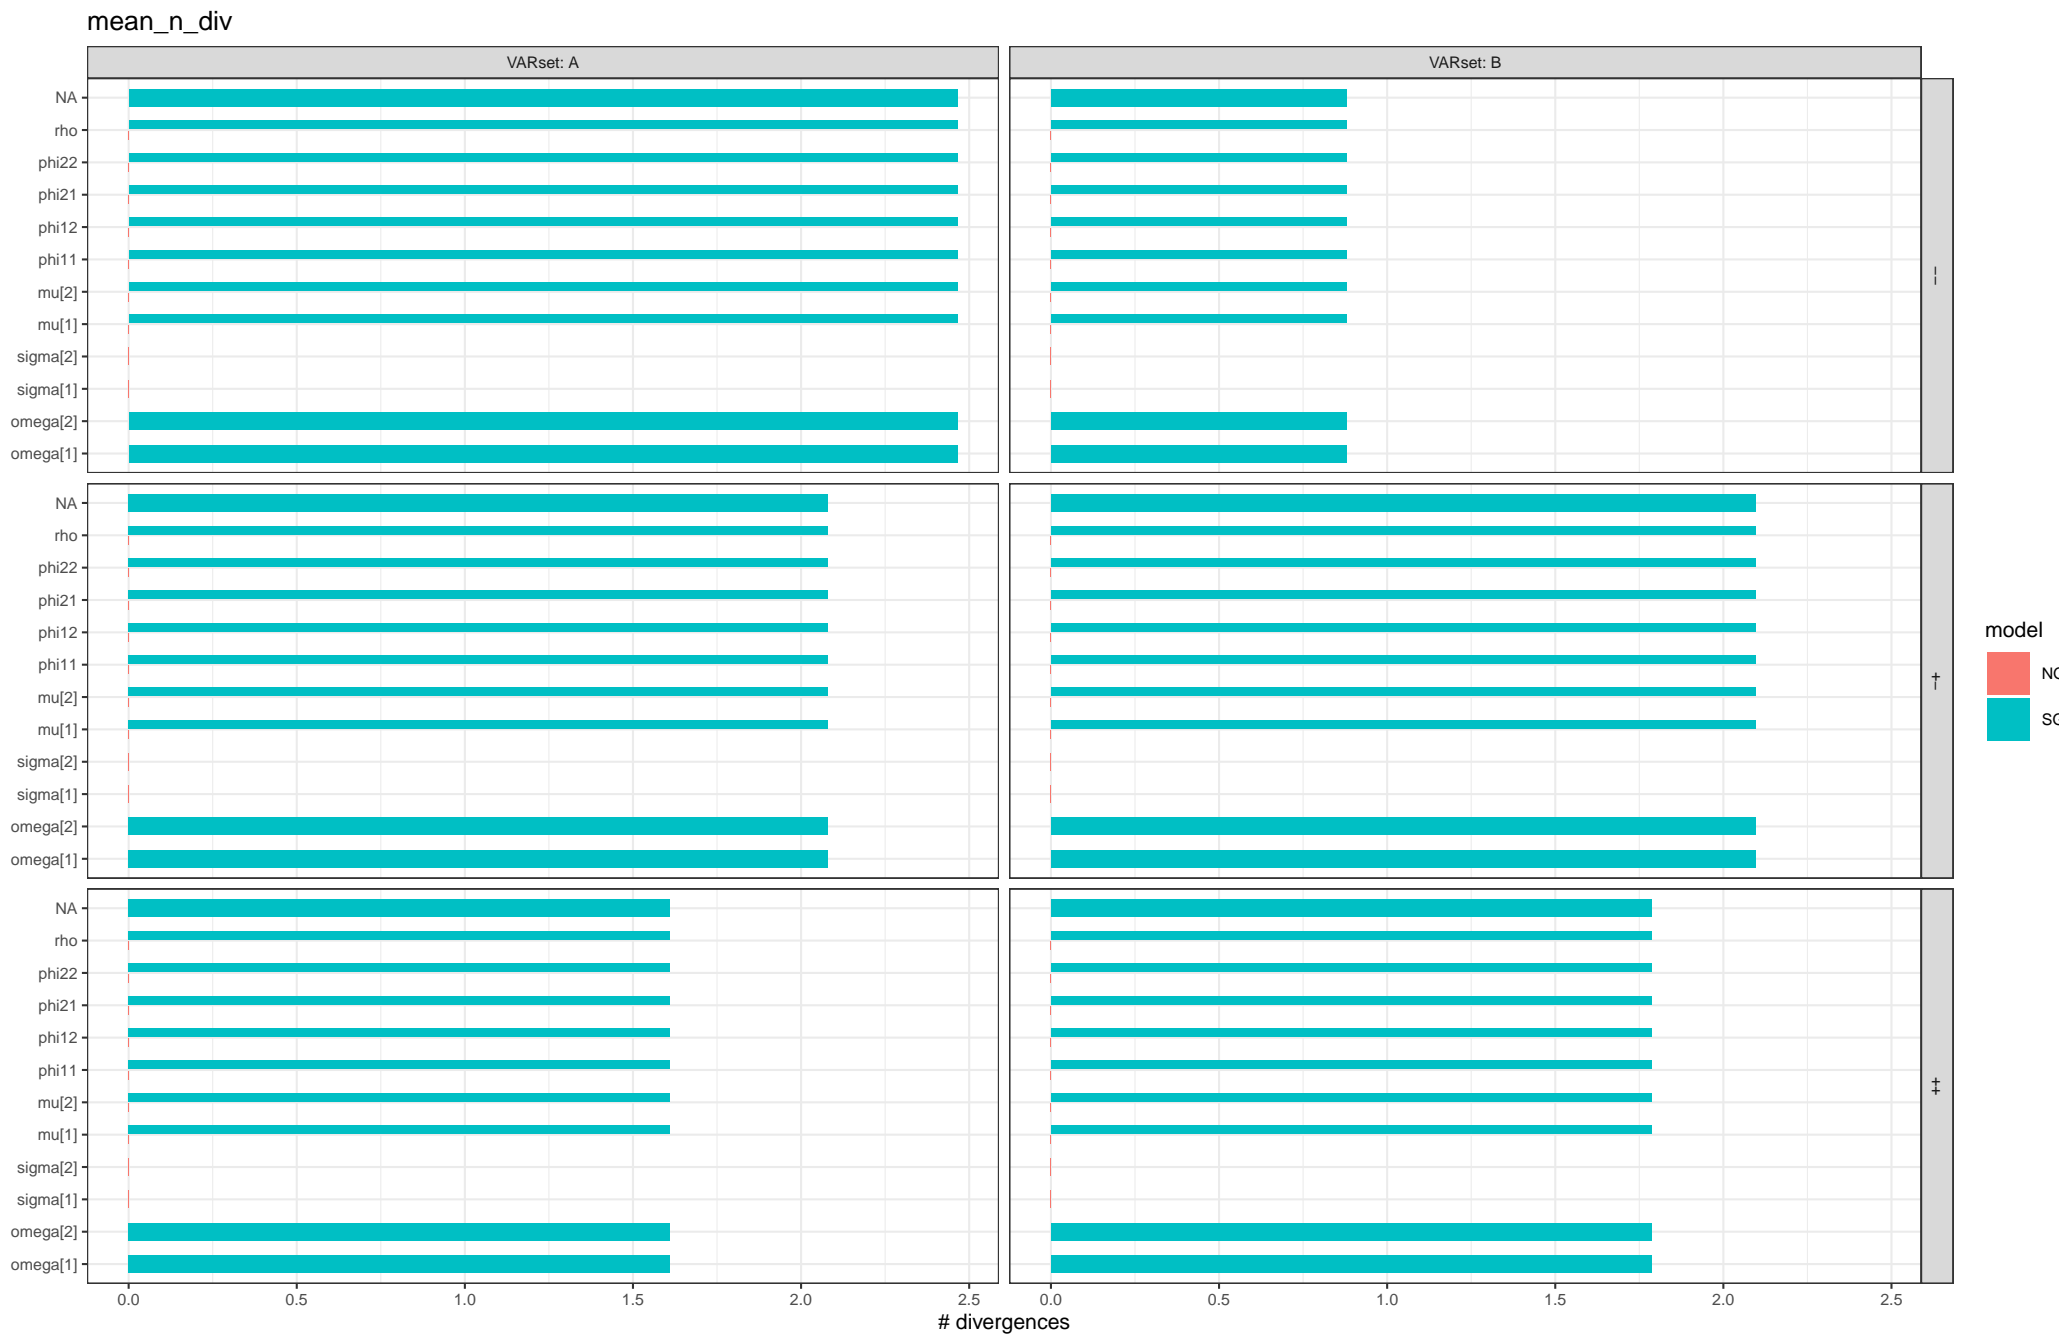 mean_n_div
VARset: A
VARset: B
NA
rho
phi22
phi21
phi12
phi11
mu[2]
mu[1]
sigma[2]
sigma[1]
omega[2]
omega[1]
−−
NA
rho
phi22
phi21
phi12
phi11
mu[2]
mu[1]
sigma[2]
sigma[1]
omega[2]
omega[1]
+−
NA
rho
phi22
phi21
phi12
phi11
mu[2]
mu[1]
sigma[2]
sigma[1]
omega[2]
omega[1]
++
0.0 0.5 1.0 1.5 2.0 2.5
0.0 0.5 1.0 1.5 2.0 2.5
# divergences
model